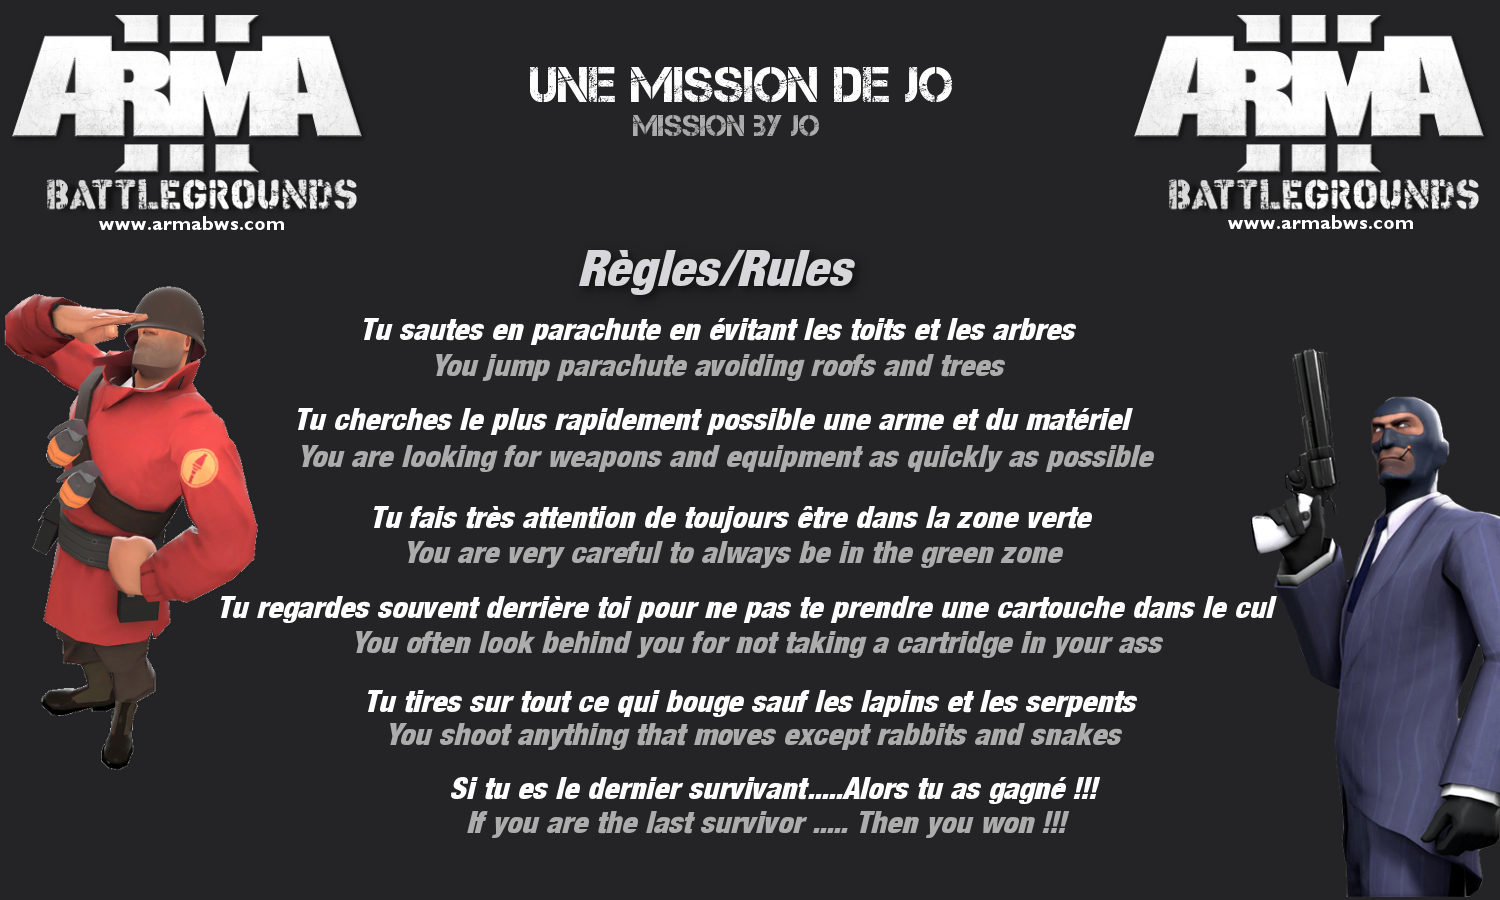 ARMA
III
BATTLEGROUNDS
www.armabws.com
UNE MISSION DE JO
MISSION BY JO
ARMA
III
BATTLEGROUNDS
www.armabws.com
Règles/Rules
Tu sautes en parachute en évitant les toits et les arbres
You jump parachute avoiding roofs and trees
Tu cherches le plus rapidement possible une arme et du matériel
You are looking for weapons and equipment as quickly as possible
Tu fais très attention de toujours être dans la zone verte
You are very careful to always be in the green zone
Tu regardes souvent derrière toi pour ne pas te prendre une cartouche dans le cul
You often look behind you for not taking a cartridge in your ass
Tu tires sur tout ce qui bouge sauf les lapins et les serpents
You shoot anything that moves except rabbits and snakes
Si tu es le dernier survivant.....Alors tu as gagné !!!
If you are the last survivor ..... Then you won !!!